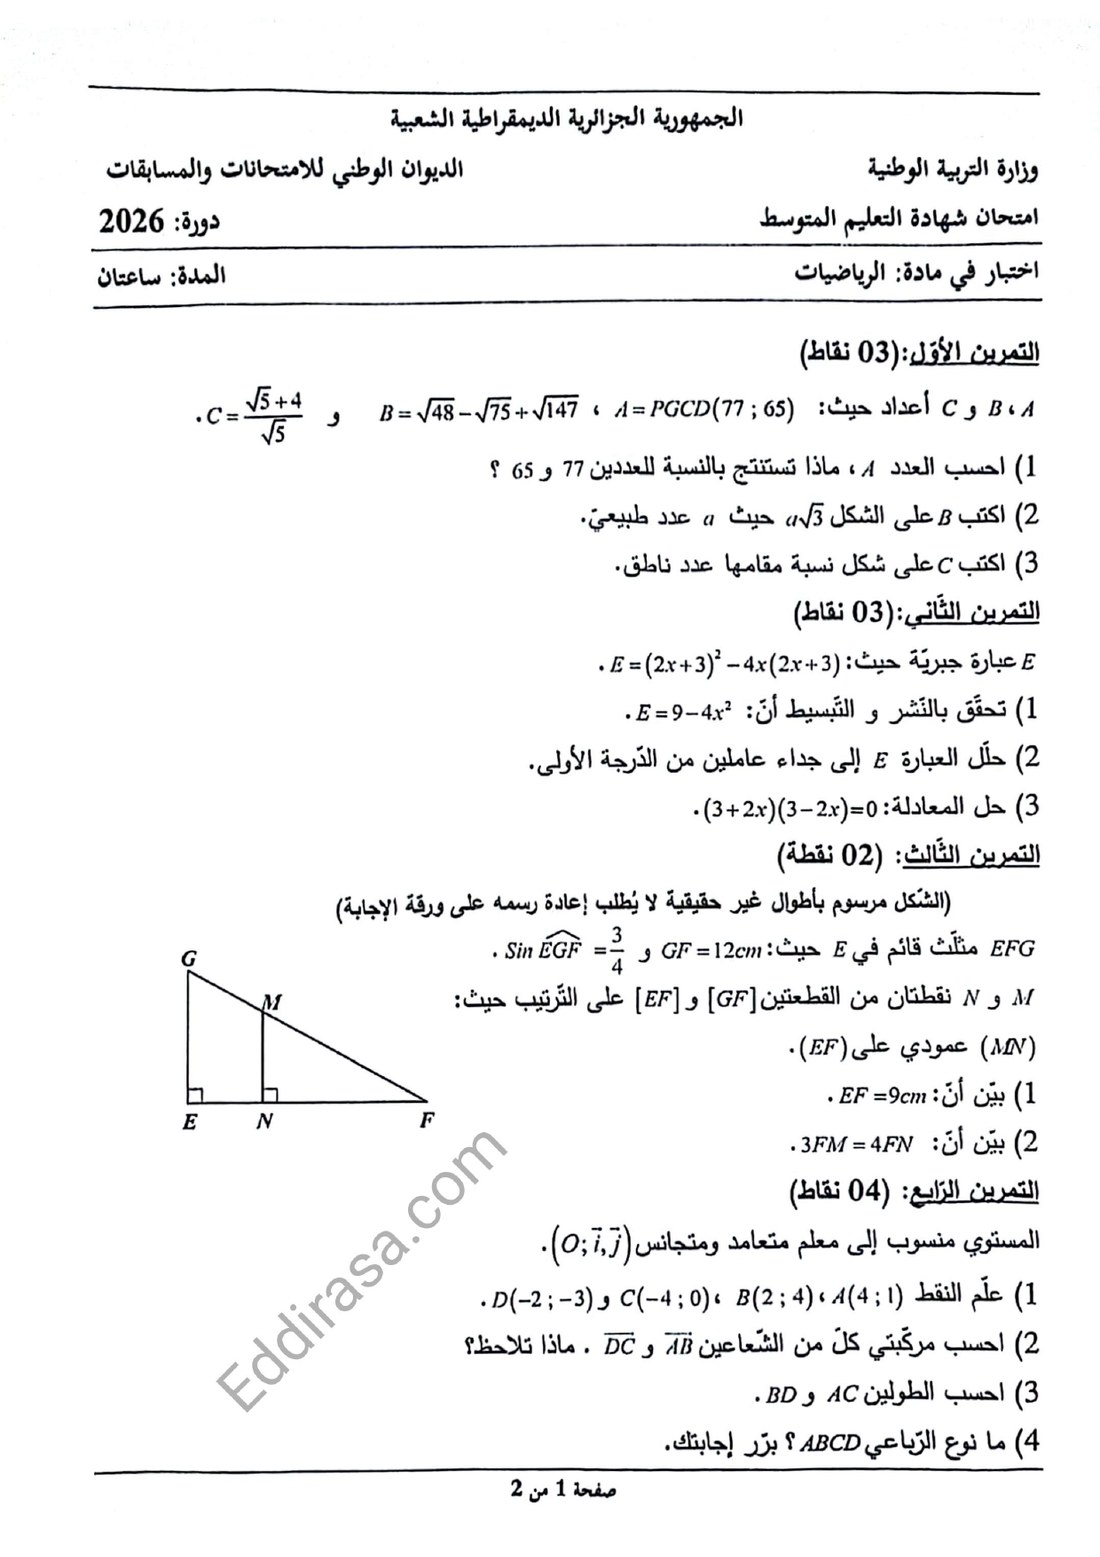 الجمهورية الجزائرية الديمقراطية الشعبية
وزارة التربية الوطنية الديوان الوطني للامتحانات والمسابقات
امتحان شهادة التعليم المتوسط دورة: 2026
اختبار في مادة: الرياضيات المدة: ساعتان
التمرين الأوّل: (03 نقاط)
A، B و C أعداد حيث: A = PGCD(77 ; 65) ، B = √48 − √75 + √147 و C = (√5 + 4)/√5 .
1) احسب العدد A ، ماذا تستنتج بالنسبة للعددين 77 و 65 ؟
2) اكتب B على الشكل a√3 حيث a عدد طبيعيّ.
3) اكتب C على شكل نسبة مقامها عدد ناطق.
التمرين الثّاني: (03 نقاط)
E عبارة جبريّة حيث: E = (2x+3)² − 4x(2x+3) .
1) تحقّق بالنّشر و التّبسيط أنّ: E = 9 − 4x² .
2) حلّل العبارة E إلى جداء عاملين من الدّرجة الأولى.
3) حل المعادلة: (3+2x)(3−2x)=0 .
التمرين الثّالث: (02 نقطة)
(الشّكل مرسوم بأطوال غير حقيقية لا يُطلب إعادة رسمه على ورقة الإجابة)
EFG مثلّث قائم في E حيث: GF = 12cm و Sin EGF = 3/4 .
M و N نقطتان من القطعتين [GF] و [EF] على التّرتيب حيث:
(MN) عمودي على (EF).
1) بيّن أنّ: EF = 9cm .
2) بيّن أنّ: 3FM = 4FN .
G
M
E N F
التمرين الرّابع: (04 نقاط)
المستوي منسوب إلى معلم متعامد ومتجانس (O; i⃗, j⃗).
1) علّم النقط A(4 ; 1) ، B(2 ; 4) ، C(−4 ; 0) و D(−2 ; −3) .
2) احسب مركّبتي كلّ من الشّعاعين AB⃗ و DC⃗ . ماذا تلاحظ؟
3) احسب الطولين AC و BD .
4) ما نوع الرّباعي ABCD ؟ برّر إجابتك.
صفحة 1 من 2
Eddirasa.com